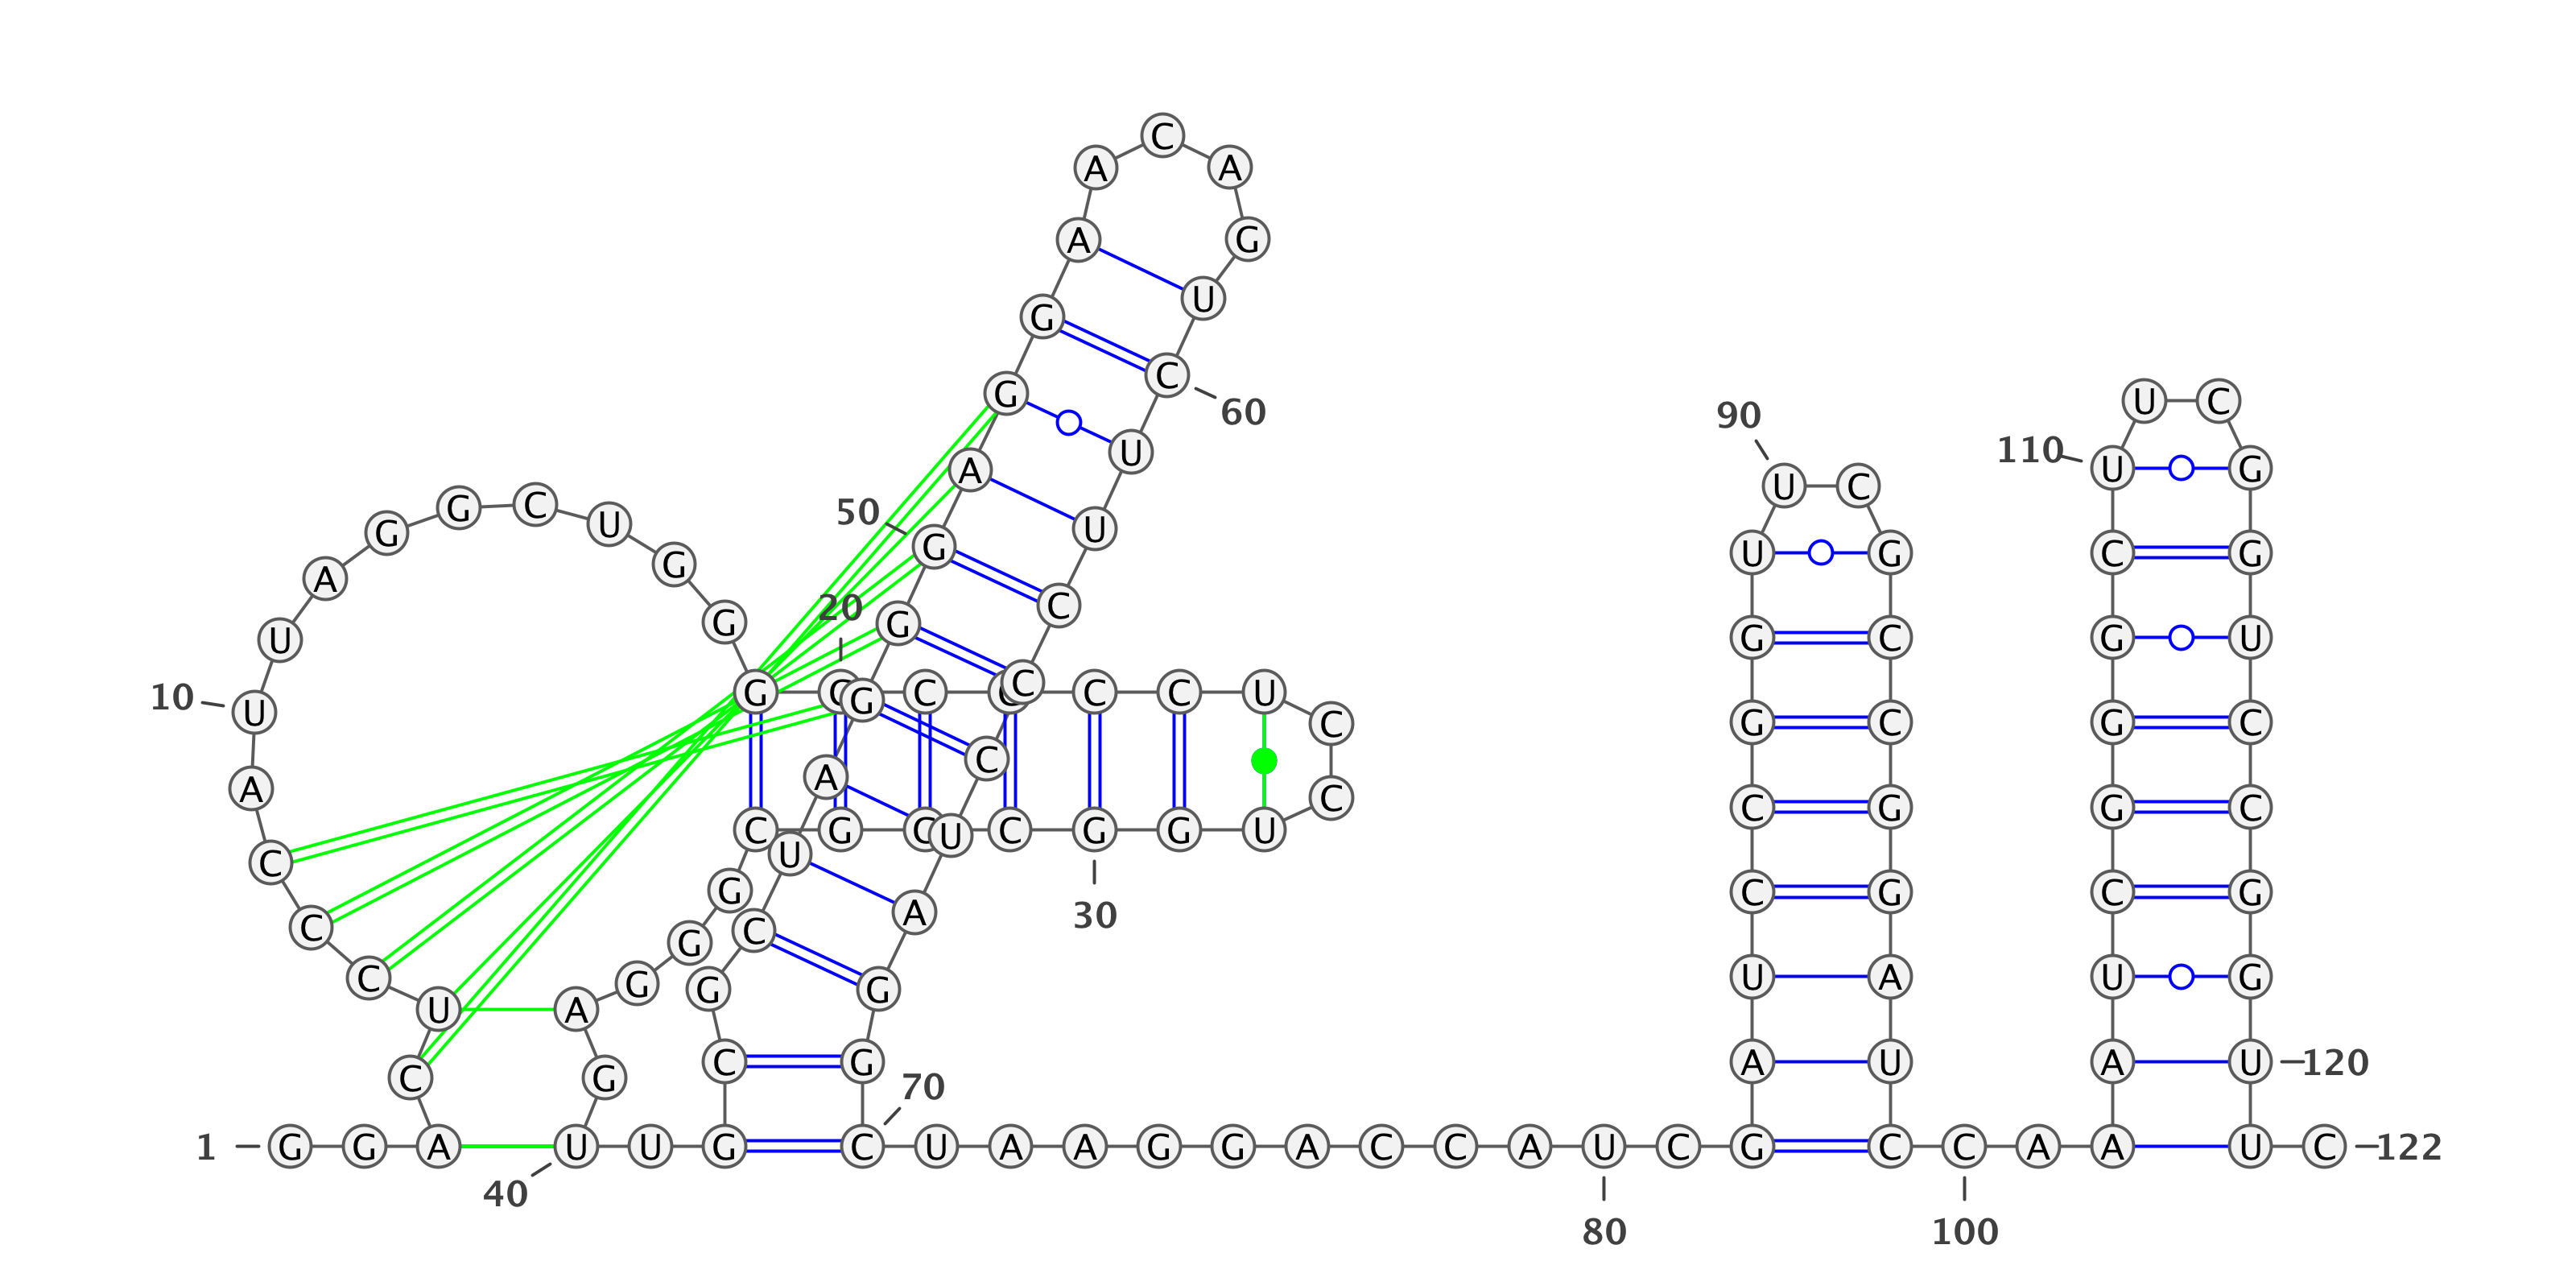 C
A A
A G
G U
G C 60
U C
110 U G
90 U C
A U
50 G U
G G C U
U G C G
A G
20 G C
G G
U G C G U
G C C C U
10 U
C
G C G C
A C
A
C C G G
C G C G G U
C
U
30
C G
C A C G C G
C G
C G
U A G U A U G
C G C G 70 A U A U 120
1 G G A U U G C U A A G G A C C A U C G C C A A U C 122
40
80 100